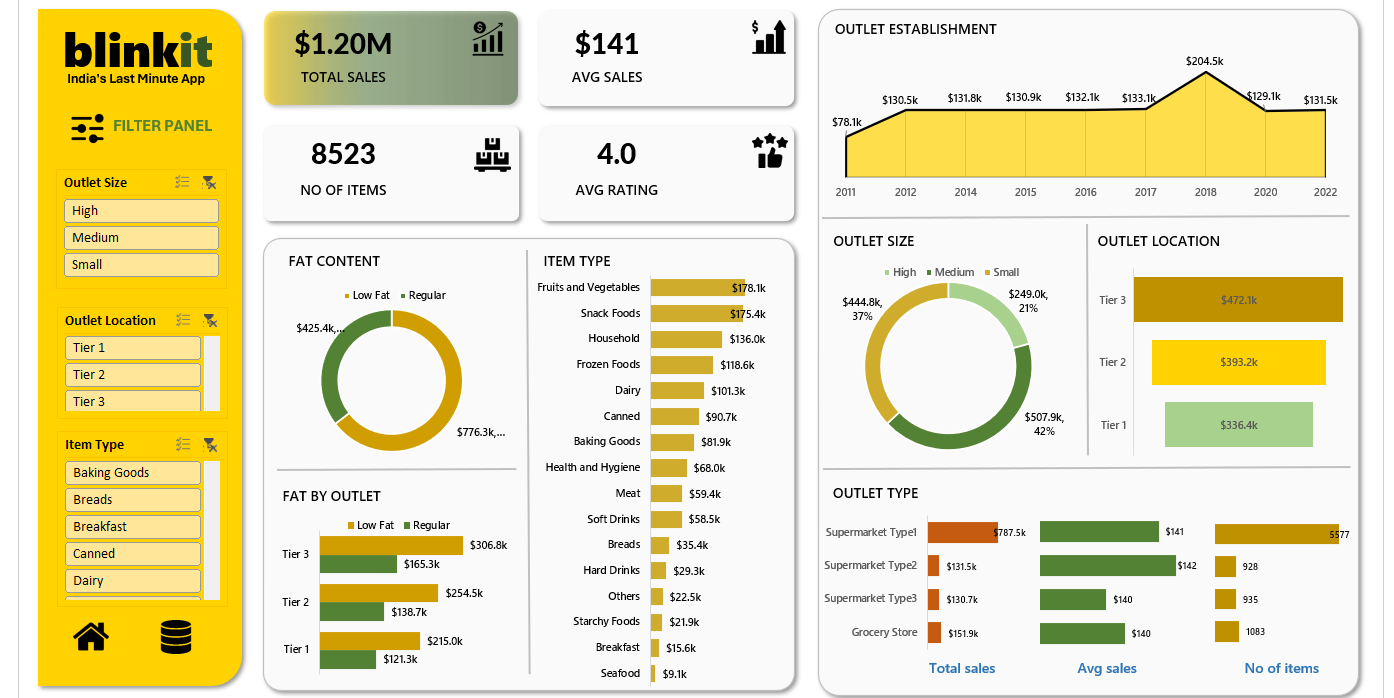 blinkit
India's Last Minute App
FILTER PANEL
Outlet Size
High
Medium
Small
Outlet Location
Tier 1
Tier 2
Tier 3
Item Type
Baking Goods
Breads
Breakfast
Canned
Dairy
$1.20M
TOTAL SALES
$141
AVG SALES
8523
NO OF ITEMS
4.0
AVG RATING
FAT CONTENT
Low Fat Regular
$425.4k,...
$776.3k,...
FAT BY OUTLET
Low Fat Regular
Tier 3 $306.8k
$165.3k
Tier 2 $254.5k
$138.7k
Tier 1 $215.0k
$121.3k
ITEM TYPE
Fruits and Vegetables $178.1k
Snack Foods $175.4k
Household $136.0k
Frozen Foods $118.6k
Dairy $101.3k
Canned $90.7k
Baking Goods $81.9k
Health and Hygiene $68.0k
Meat $59.4k
Soft Drinks $58.5k
Breads $35.4k
Hard Drinks $29.3k
Others $22.5k
Starchy Foods $21.9k
Breakfast $15.6k
Seafood $9.1k
OUTLET ESTABLISHMENT
$78.1k $130.5k $131.8k $130.9k $132.1k $133.1k $204.5k $129.1k $131.5k
2011 2012 2014 2015 2016 2017 2018 2020 2022
OUTLET SIZE
High Medium Small
$444.8k,
37%
$249.0k,
21%
$507.9k,
42%
OUTLET LOCATION
Tier 3 $472.1k
Tier 2 $393.2k
Tier 1 $336.4k
OUTLET TYPE
Supermarket Type1 $787.5k $141 5577
Supermarket Type2 $131.5k $142 928
Supermarket Type3 $130.7k $140 935
Grocery Store $151.9k $140 1083
Total sales Avg sales No of items